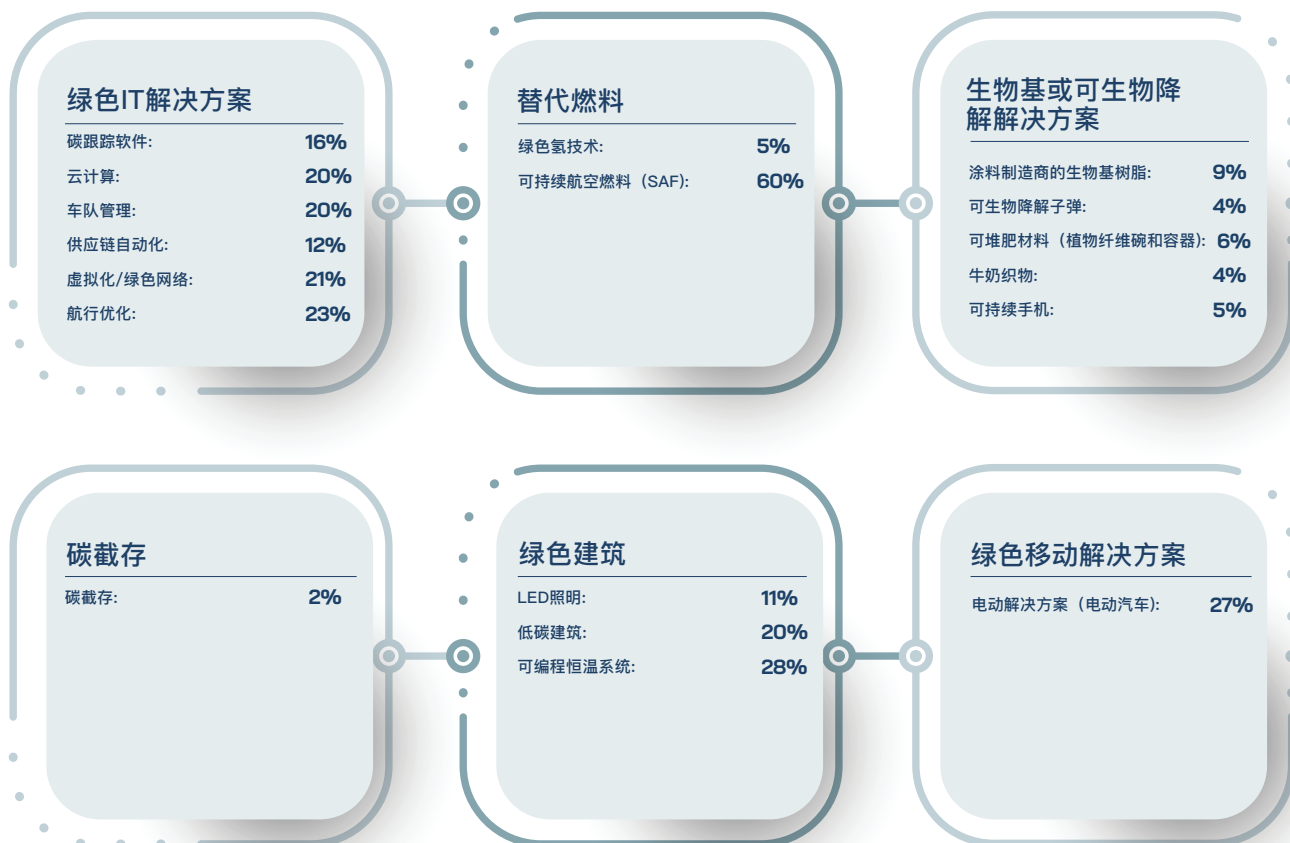 绿色IT解决方案
碳跟踪软件: 16%
云计算: 20%
车队管理: 20%
供应链自动化: 12%
虚拟化/绿色网络: 21%
航行优化: 23%
替代燃料
绿色氢技术: 5%
可持续航空燃料（SAF): 60%
生物基或可生物降
解解决方案
涂料制造商的生物基树脂: 9%
可生物降解子弹: 4%
可堆肥材料（植物纤维碗和容器): 6%
牛奶织物: 4%
可持续手机: 5%
碳截存
碳截存: 2%
绿色建筑
LED照明: 11%
低碳建筑: 20%
可编程恒温系统: 28%
绿色移动解决方案
电动解决方案（电动汽车): 27%